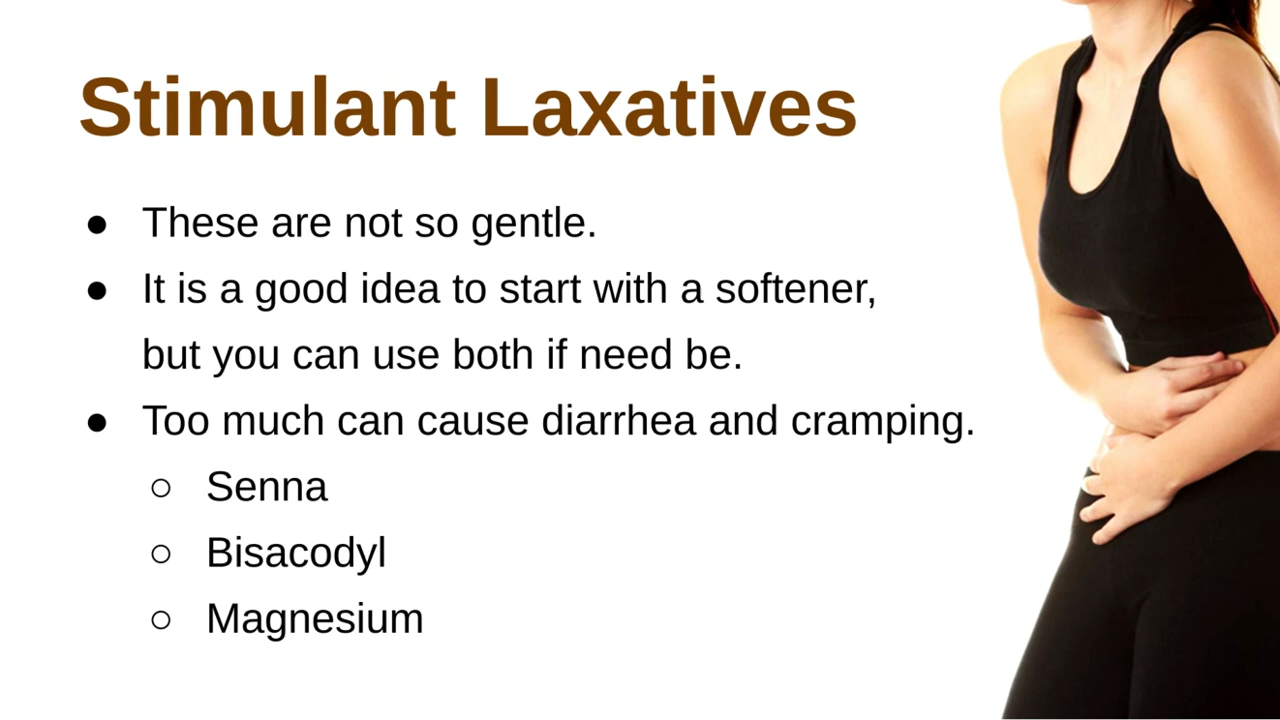 Stimulant Laxatives
● These are not so gentle.
● It is a good idea to start with a softener,
but you can use both if need be.
● Too much can cause diarrhea and cramping.
○ Senna
○ Bisacodyl
○ Magnesium